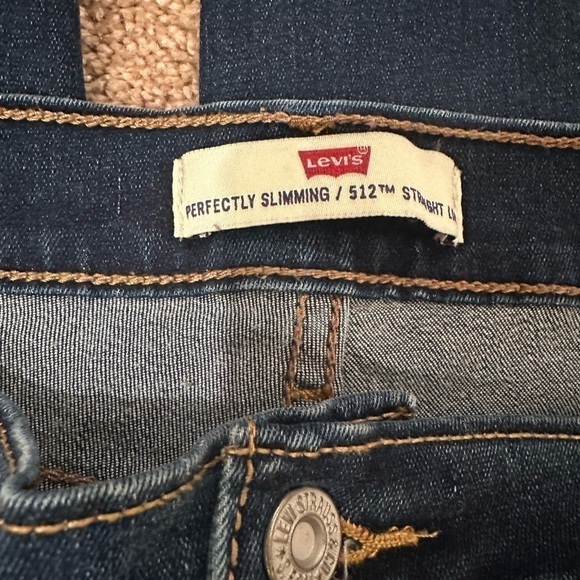 LEVI'S
PERFECTLY SLIMMING / 512™ STRAIGHT
LEVI STRAUSS